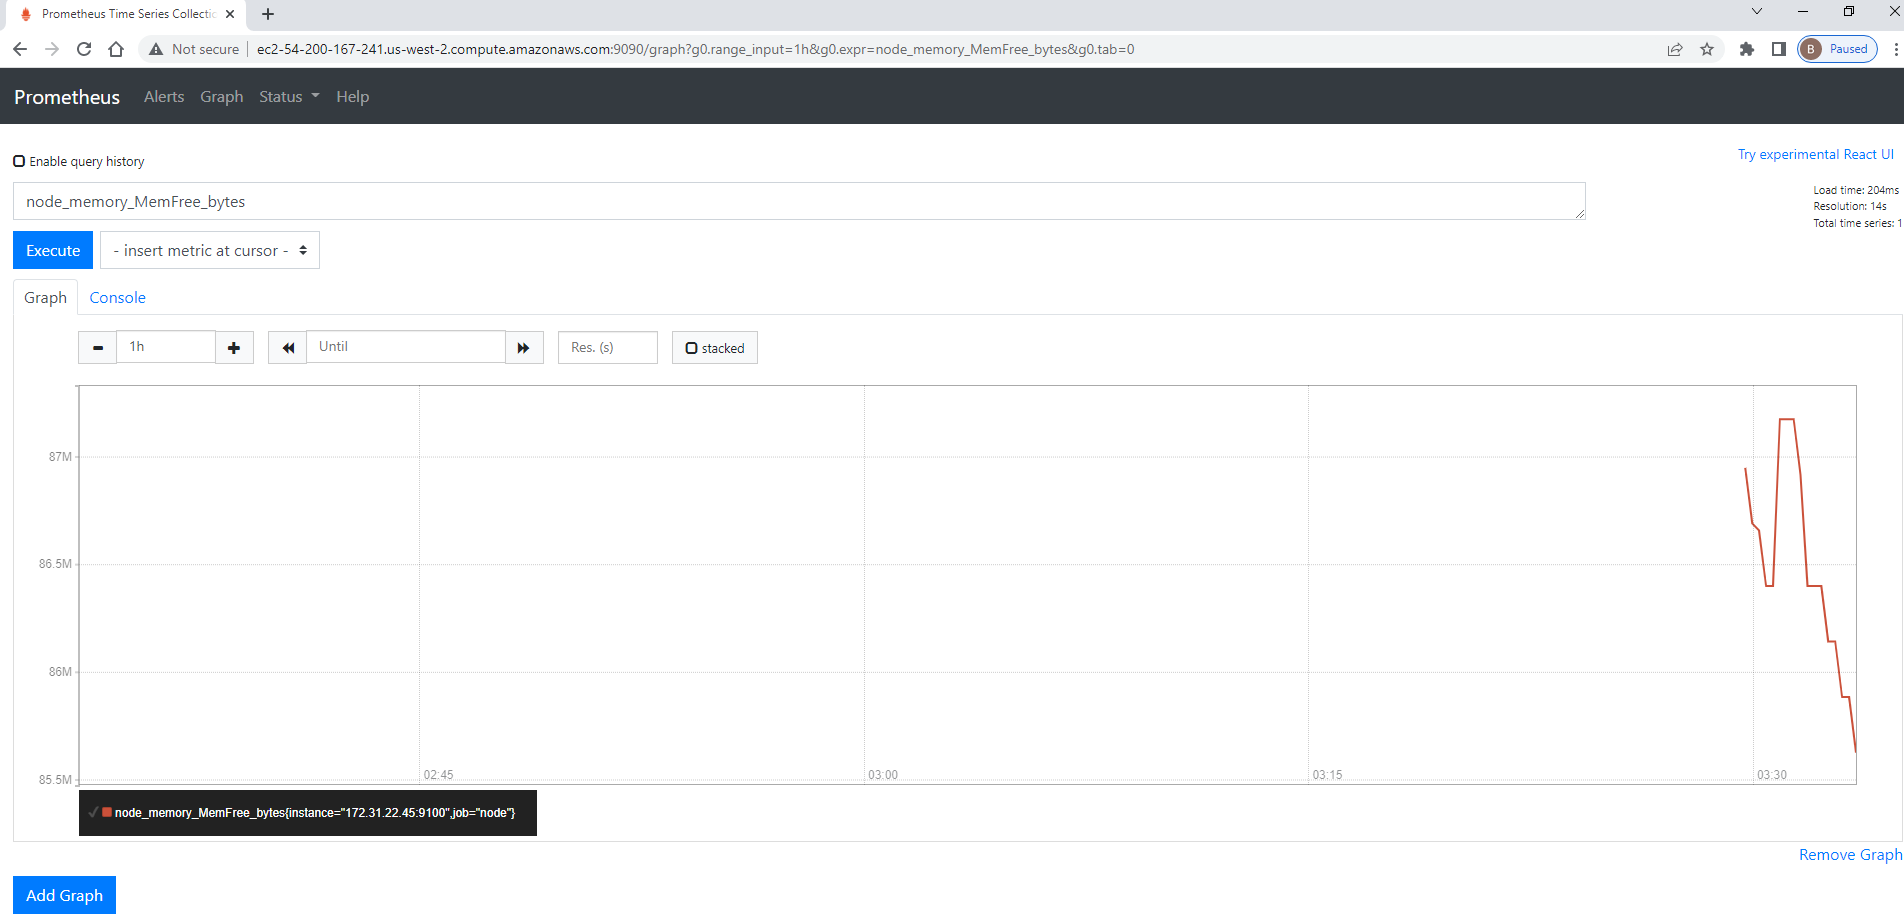 Prometheus Time Series Collectic
Not secure
ec2-54-200-167-241.us-west-2.compute.amazonaws.com:9090/graph?g0.range_input=1h&g0.expr=node_memory_MemFree_bytes&g0.tab=0
B Paused
Prometheus Alerts Graph Status Help
Enable query history
Try experimental React UI
node_memory_MemFree_bytes
Load time: 204ms
Resolution: 14s
Total time series: 1
Execute
- insert metric at cursor -
Graph Console
1h
Until
Res. (s)
stacked
87M
86.5M
86M
85.5M
02:45 03:00 03:15 03:30
node_memory_MemFree_bytes{instance="172.31.22.45:9100",job="node"}
Remove Graph
Add Graph